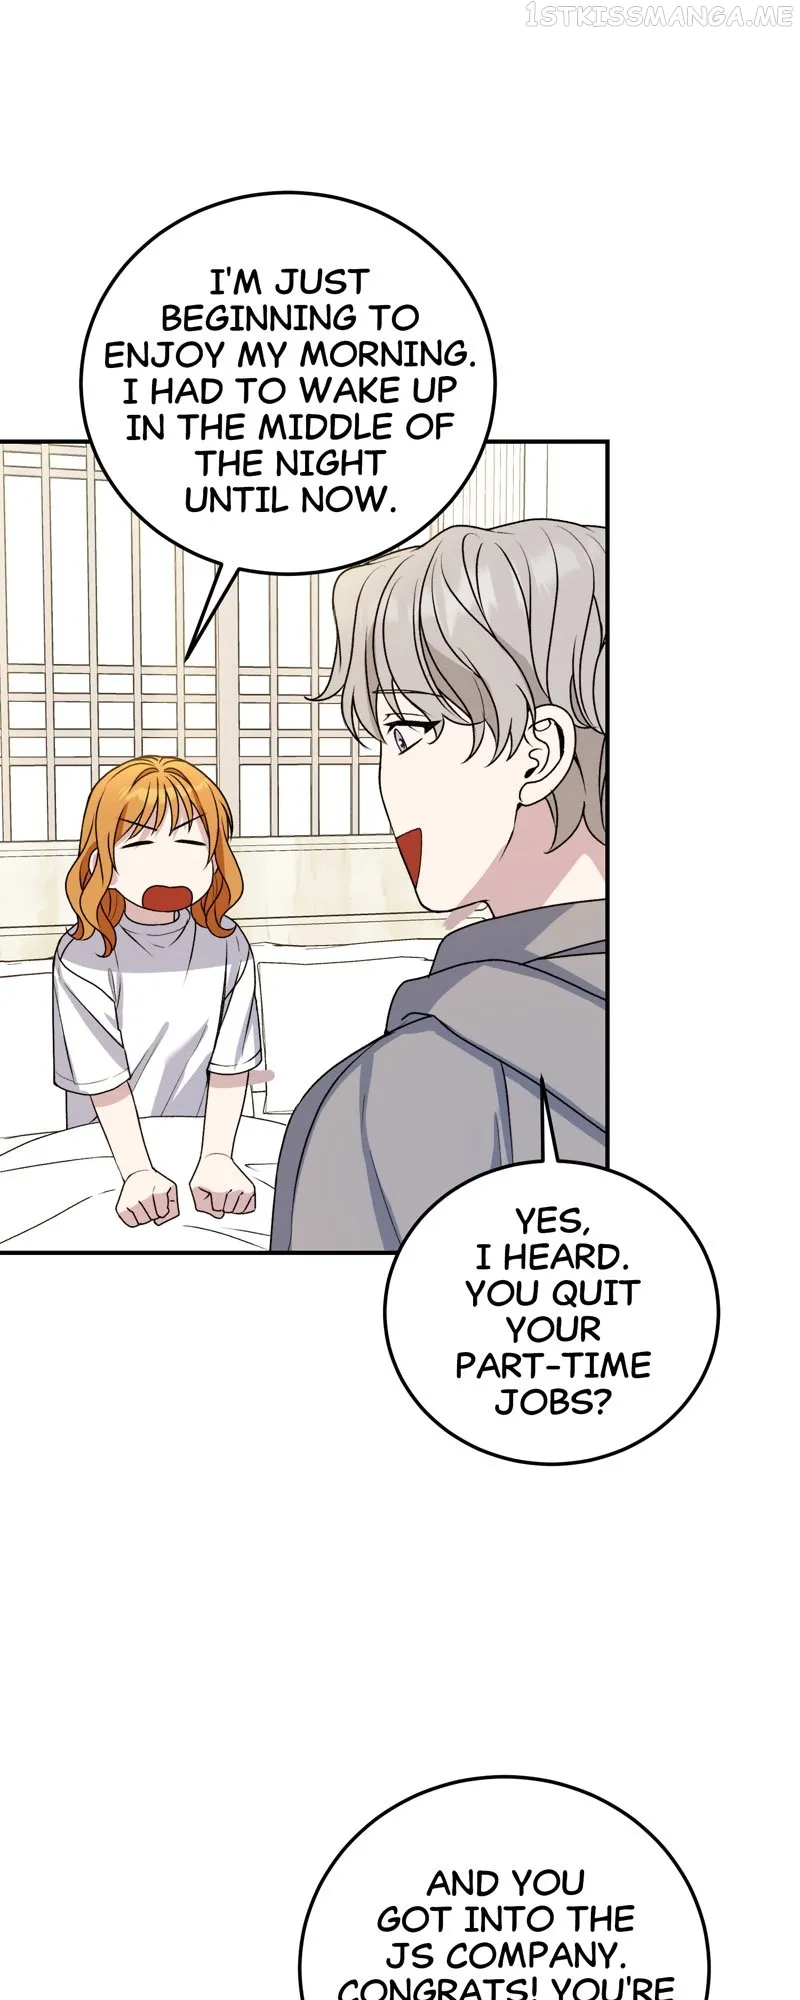 1STKISSMANGA.ME
I'M JUST
BEGINNING TO
ENJOY MY MORNING.
I HAD TO WAKE UP
IN THE MIDDLE OF
THE NIGHT
UNTIL NOW.
YES,
I HEARD.
YOU QUIT
YOUR
PART-TIME
JOBS?
AND YOU
GOT INTO THE
JS COMPANY.
CONGRATS! YOU'RE